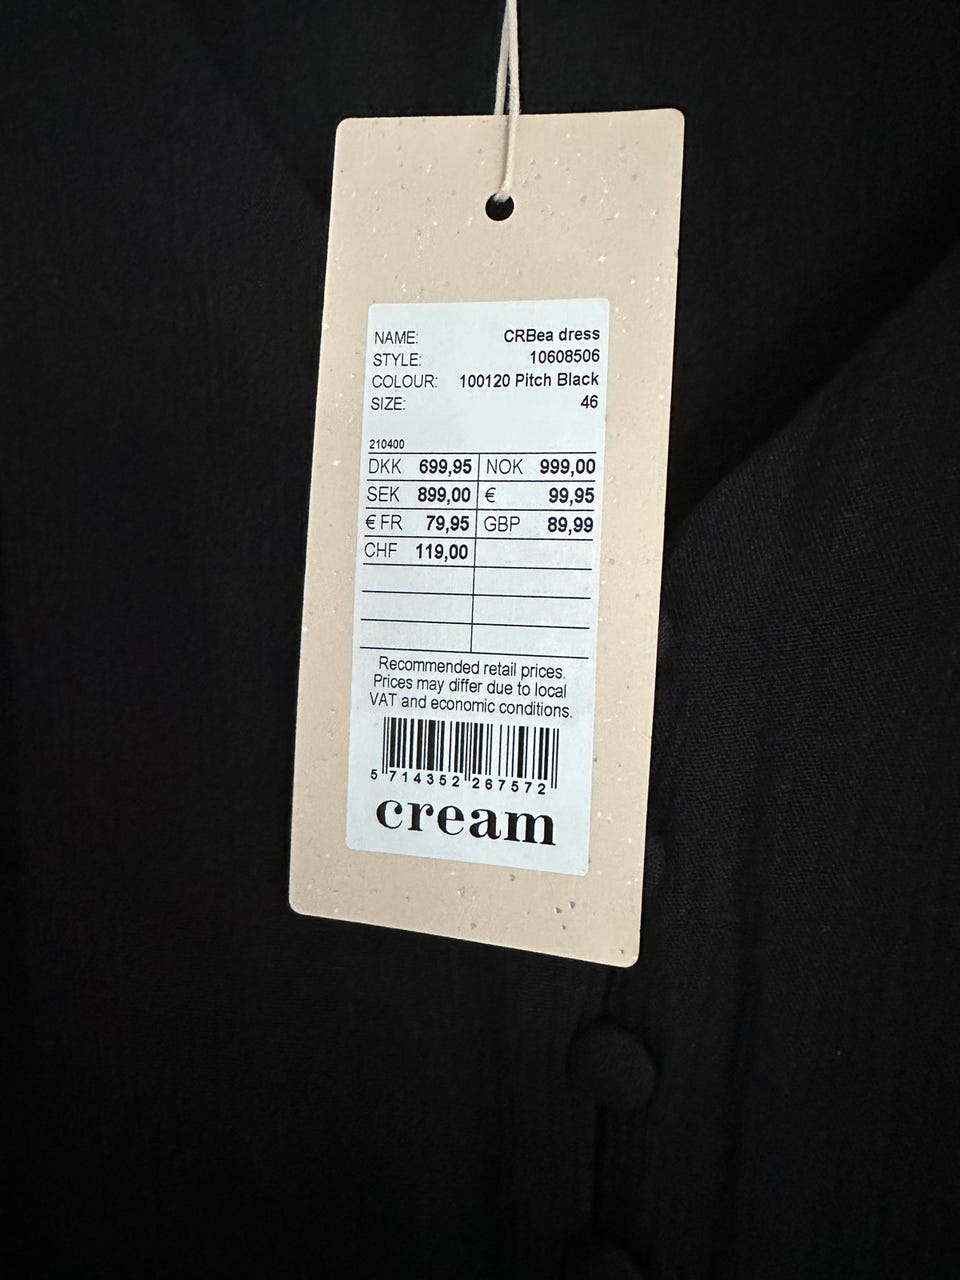 NAME: CRBea dress
STYLE: 10608506
COLOUR: 100120 Pitch Black
SIZE: 46
210400
DKK 699,95 NOK 999,00
SEK 899,00 € 99,95
€ FR 79,95 GBP 89,99
CHF 119,00
Recommended retail prices.
Prices may differ due to local
VAT and economic conditions.
5 714352 267572
cream